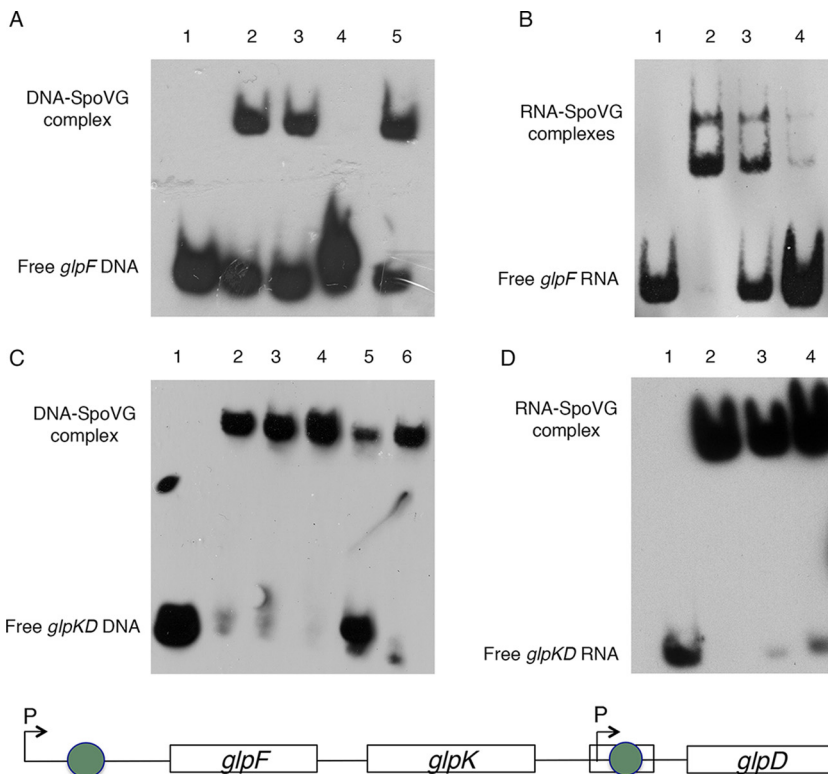 A
1 2 3 4 5
DNA-SpoVG
complex
Free glpF DNA
B
1 2 3 4
RNA-SpoVG
complexes
Free glpF RNA
C
1 2 3 4 5 6
DNA-SpoVG
complex
Free glpKD DNA
D
1 2 3 4
RNA-SpoVG
complex
Free glpKD RNA
P glpF glpK P glpD